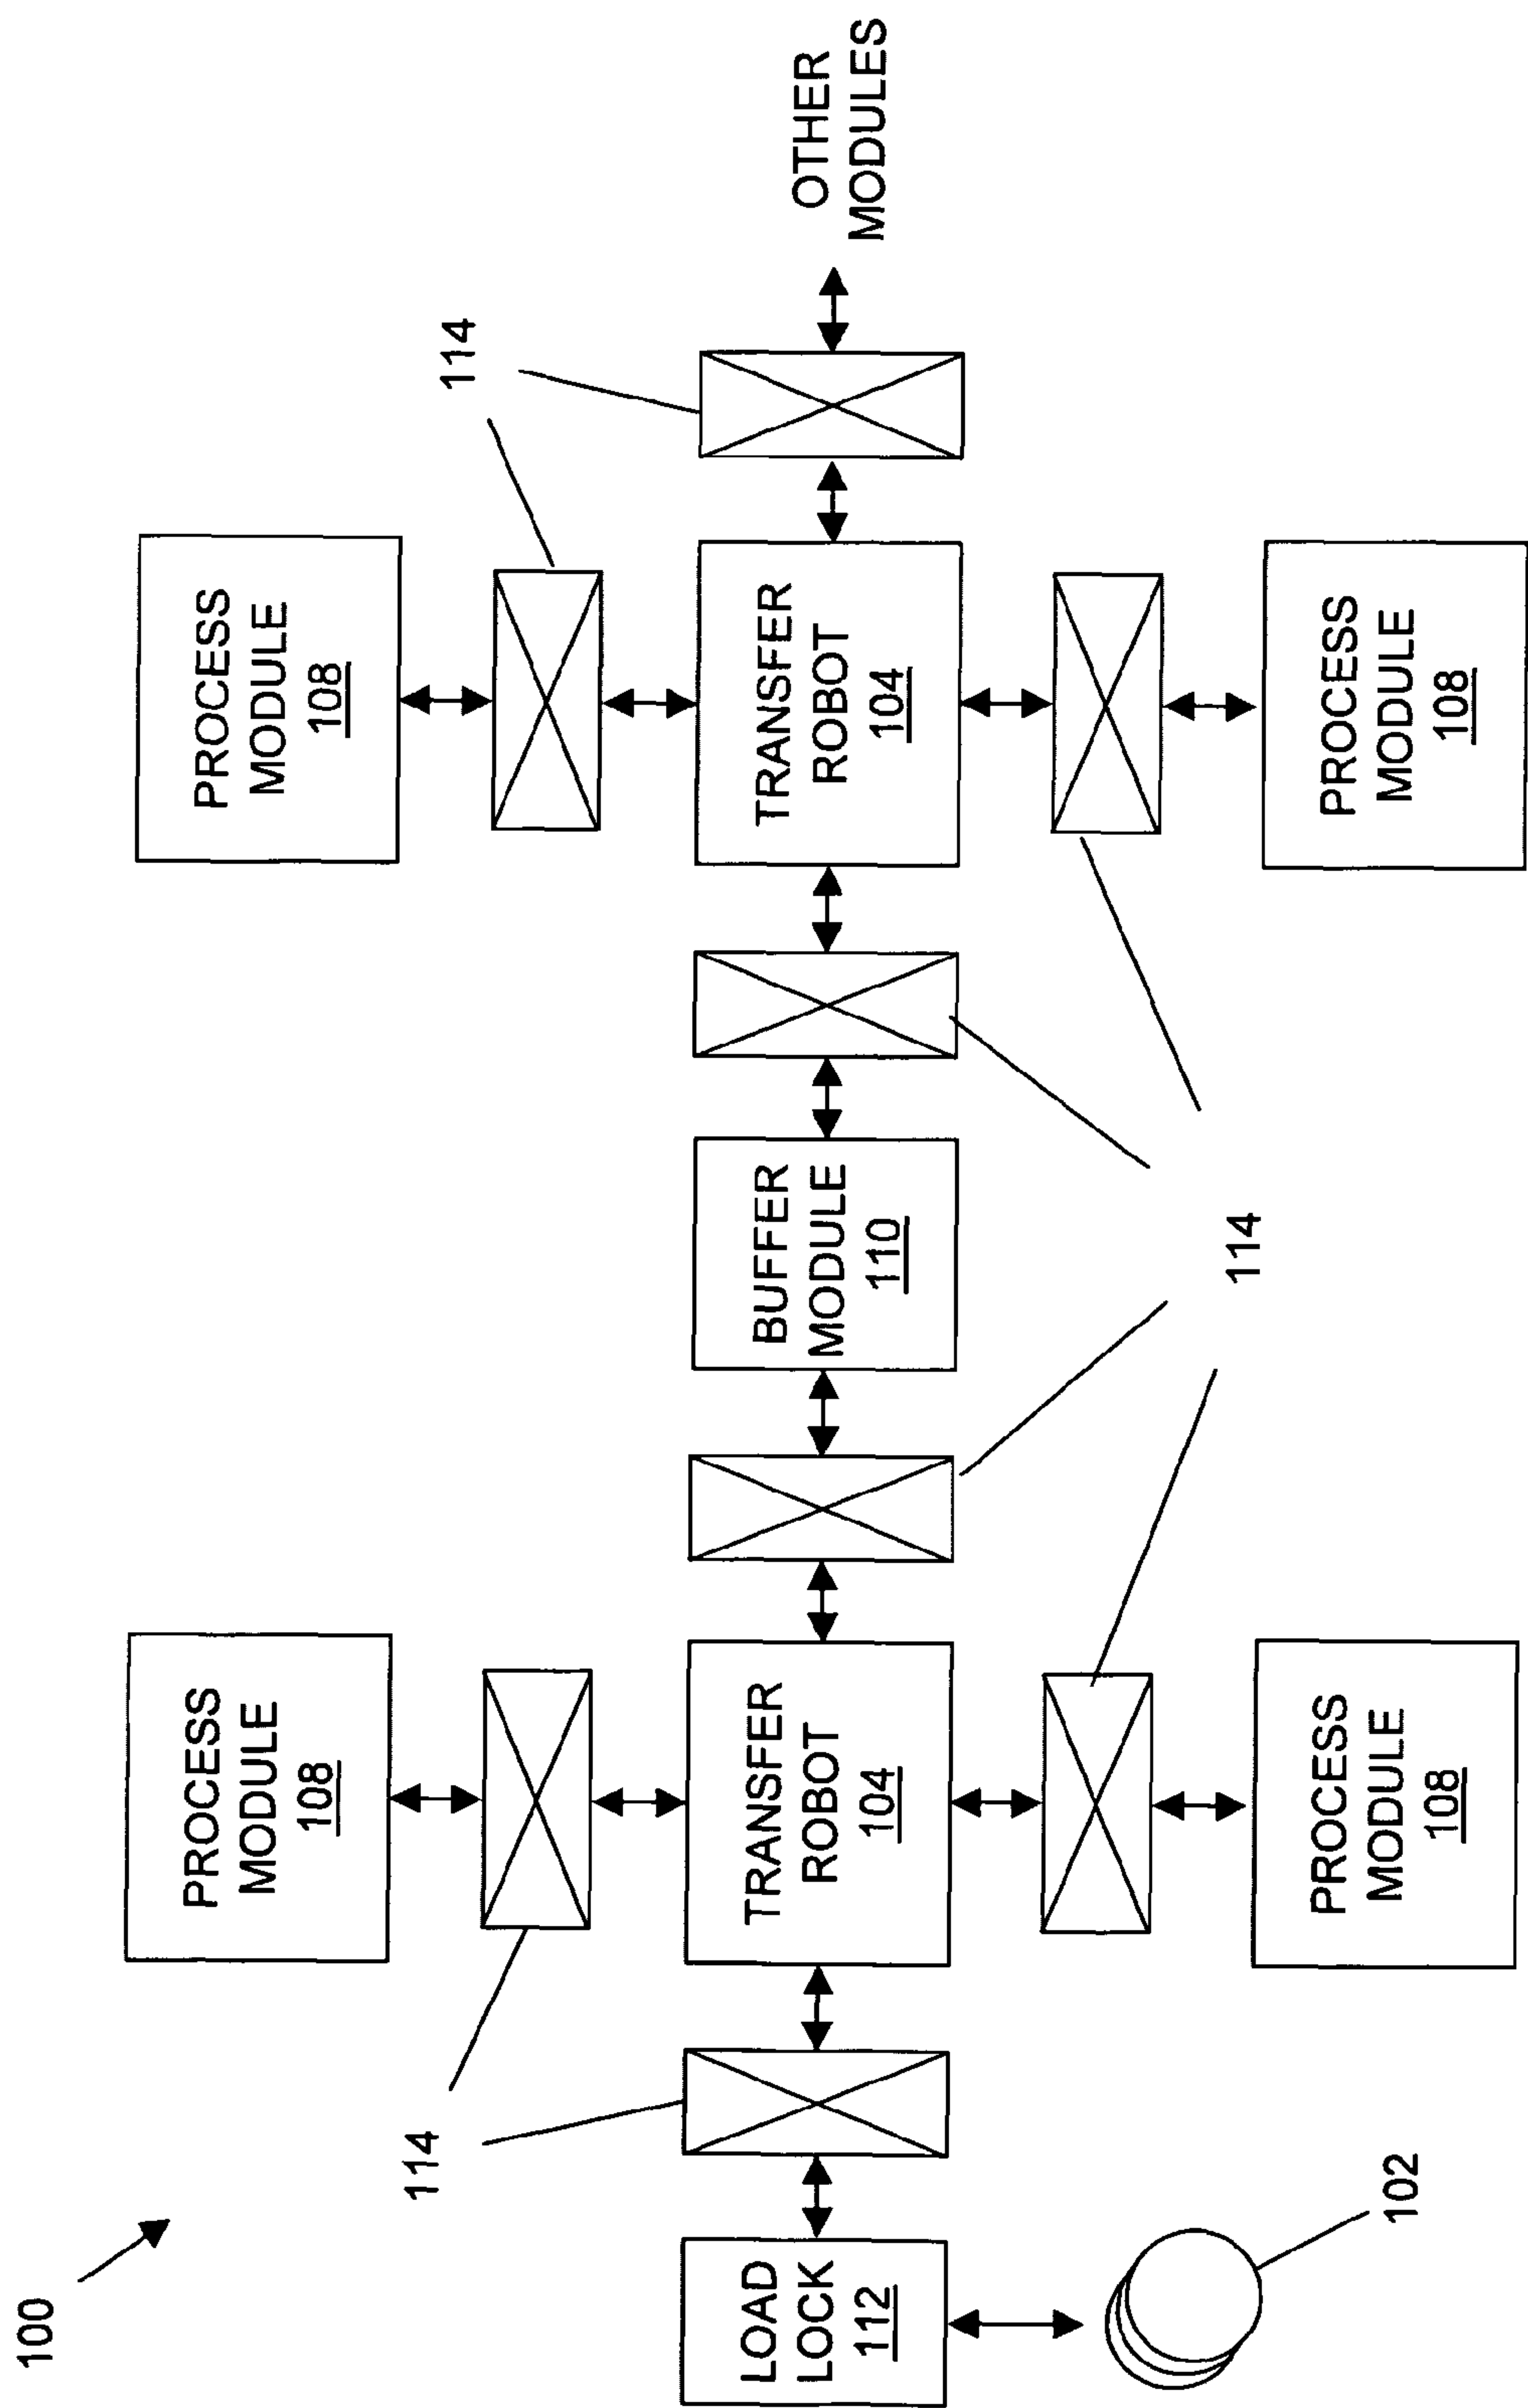 100
114
114
PROCESS
MODULE
108
PROCESS
MODULE
108
LOAD
LOCK
112
TRANSFER
ROBOT
104
BUFFER
MODULE
110
TRANSFER
ROBOT
104
OTHER
MODULES
102
114
PROCESS
MODULE
108
PROCESS
MODULE
108